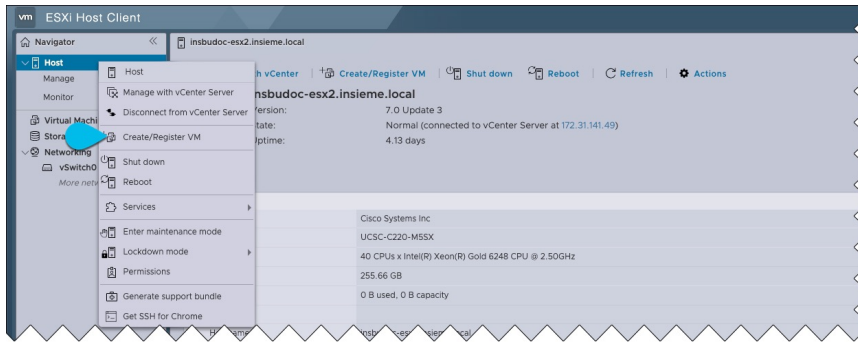 vm ESXi Host Client
Navigator
insbudoc-esx2.insieme.local
Host
Manage
Monitor
Virtual Machi
Stora
Networking
vSwitch0
More netw
Host
Manage with vCenter Server
Disconnect from vCenter Server
Create/Register VM
Shut down
Reboot
Services
Enter maintenance mode
Lockdown mode
Permissions
Generate support bundle
Get SSH for Chrome
h vCenter Create/Register VM Shut down Reboot Refresh Actions
nsbudoc-esx2.insieme.local
Version: 7.0 Update 3
tate: Normal (connected to vCenter Server at 172.31.141.49)
ptime: 4.13 days
Cisco Systems Inc
UCSC-C220-M5SX
40 CPUs x Intel(R) Xeon(R) Gold 6248 CPU @ 2.50GHz
255.66 GB
0 B used, 0 B capacity